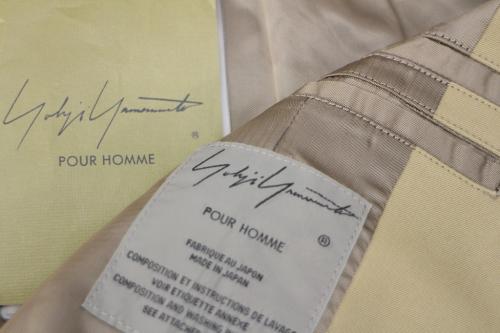 Yohji Yamamoto
®
POUR HOMME
Yohji Yamamoto
POUR HOMME
®
FABRIQUE AU JAPON
MADE IN JAPAN
COMPOSITION ET INSTRUCTIONS DE LAVAGE
VOIR ETIQUETTE ANNEXE
COMPOSITION AND WASHING
SEE ATTACHED